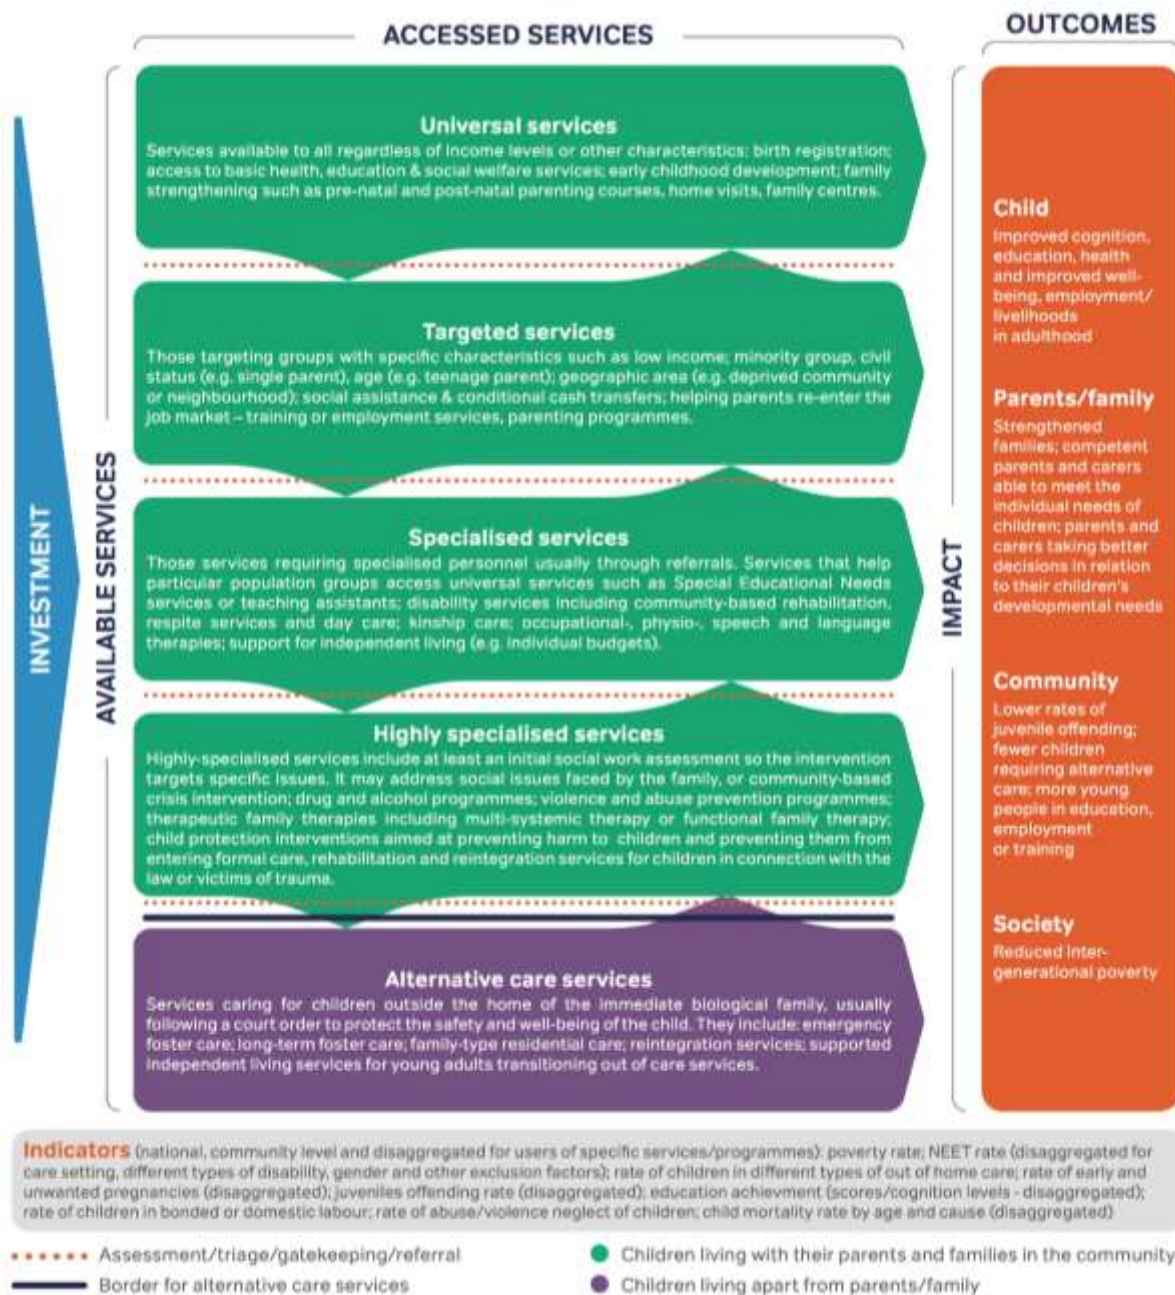 ACCESSED SERVICES
OUTCOMES
INVESTMENT
AVAILABLE SERVICES
Universal services
Services available to all regardless of income levels or other characteristics: birth registration;
access to basic health, education & social welfare services; early childhood development; family
strengthening such as pre-natal and post-natal parenting courses, home visits, family centres.
Targeted services
Those targeting groups with specific characteristics such as low income; minority group, civil
status (e.g. single parent), age (e.g. teenage parent); geographic area (e.g. deprived community
or neighbourhood); social assistance & conditional cash transfers; helping parents re-enter the
job market – training or employment services, parenting programmes.
Specialised services
Those services requiring specialised personnel usually through referrals. Services that help
particular population groups access universal services such as Special Educational Needs
services or teaching assistants; disability services including community-based rehabilitation,
respite services and day care; kinship care; occupational-, physio-, speech and language
therapies; support for independent living (e.g. individual budgets).
Highly specialised services
Highly-specialised services include at least an initial social work assessment so the intervention
targets specific issues. It may address social issues faced by the family, or community-based
crisis intervention; drug and alcohol programmes; violence and abuse prevention programmes;
therapeutic family therapies including multi-systemic therapy or functional family therapy;
child protection interventions aimed at preventing harm to children and preventing them from
entering formal care, rehabilitation and reintegration services for children in connection with the
law or victims of trauma.
Alternative care services
Services caring for children outside the home of the immediate biological family, usually
following a court order to protect the safety and well-being of the child. They include: emergency
foster care; long-term foster care; family-type residential care; reintegration services; supported
independent living services for young adults transitioning out of care services.
IMPACT
Child
Improved cognition,
education, health
and improved well-
being, employment/
livelihoods
in adulthood
Parents/family
Strengthened
families; competent
parents and carers
able to meet the
individual needs of
children; parents and
carers taking better
decisions in relation
to their children's
developmental needs
Community
Lower rates of
juvenile offending;
fewer children
requiring alternative
care; more young
people in education,
employment
or training
Society
Reduced inter-
generational poverty
Indicators (national, community level and disaggregated for users of specific services/programmes): poverty rate; NEET rate (disaggregated for
care setting, different types of disability, gender and other exclusion factors); rate of children in different types of out of home care; rate of early and
unwanted pregnancies (disaggregated); juveniles offending rate (disaggregated); education achievment (scores/cognition levels - disaggregated);
rate of children in bonded or domestic labour; rate of abuse/violence neglect of children; child mortality rate by age and cause (disaggregated)
Assessment/triage/gatekeeping/referral
Children living with their parents and families in the community
Border for alternative care services
Children living apart from parents/family